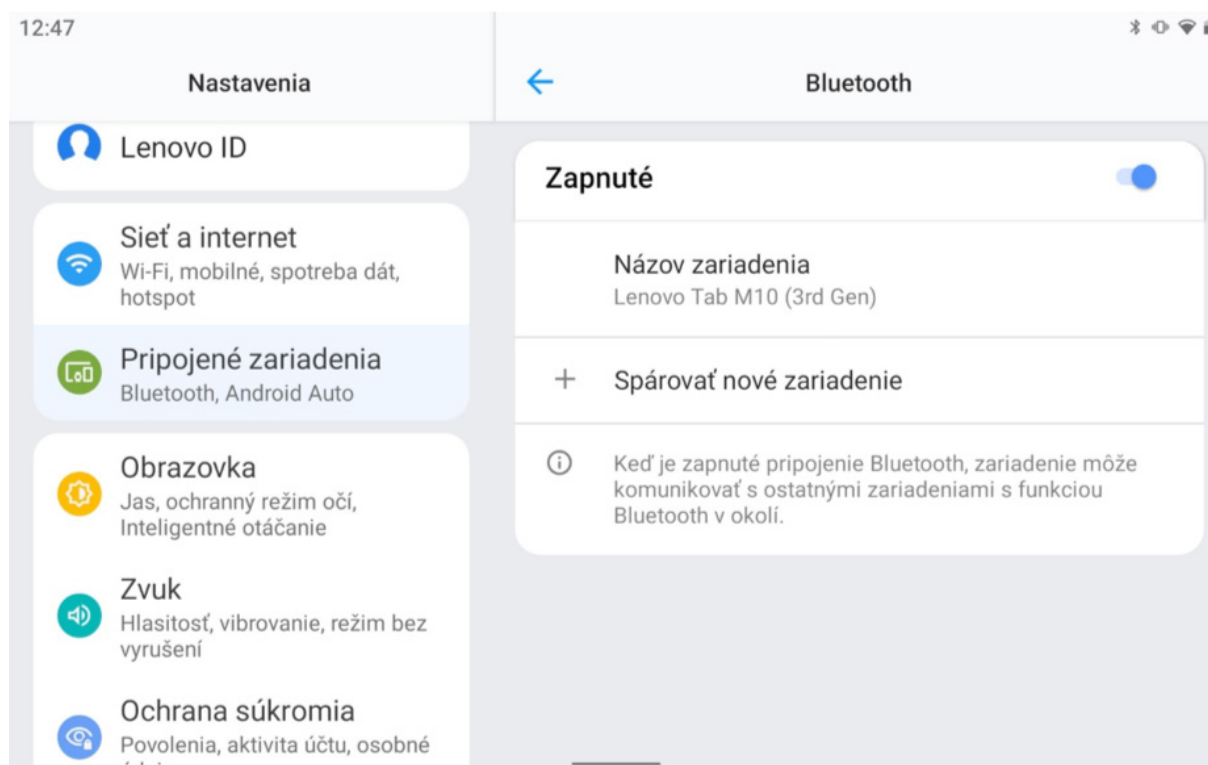 12:47
Nastavenia
Lenovo ID
Sieť a internet
Wi-Fi, mobilné, spotreba dát,
hotspot
Pripojené zariadenia
Bluetooth, Android Auto
Obrazovka
Jas, ochranný režim očí,
Inteligentné otáčanie
Zvuk
Hlasitosť, vibrovanie, režim bez
vyrušení
Ochrana súkromia
Povolenia, aktivita účtu, osobné
Bluetooth
Zapnuté
Názov zariadenia
Lenovo Tab M10 (3rd Gen)
Spárovať nové zariadenie
Keď je zapnuté pripojenie Bluetooth, zariadenie môže
komunikovať s ostatnými zariadeniami s funkciou
Bluetooth v okolí.